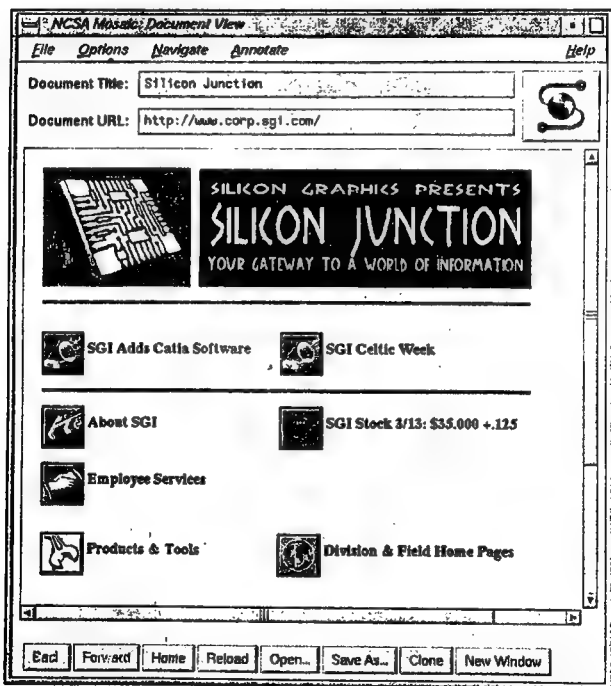 NCSA Mosaic: Document View
File Options Navigate Annotate Help
Document Title: Silicon Junction
Document URL: http://www.corp.sgi.com/
SILICON GRAPHICS PRESENTS
SILICON JUNCTION
YOUR GATEWAY TO A WORLD OF INFORMATION
SGI Adds Catia Software SGI Celtic Week
About SGI SGI Stock 3/13: $35.000 +.125
Employee Services
Products & Tools Division & Field Home Pages
Back Forward Home Reload Open... Save As... Clone New Window